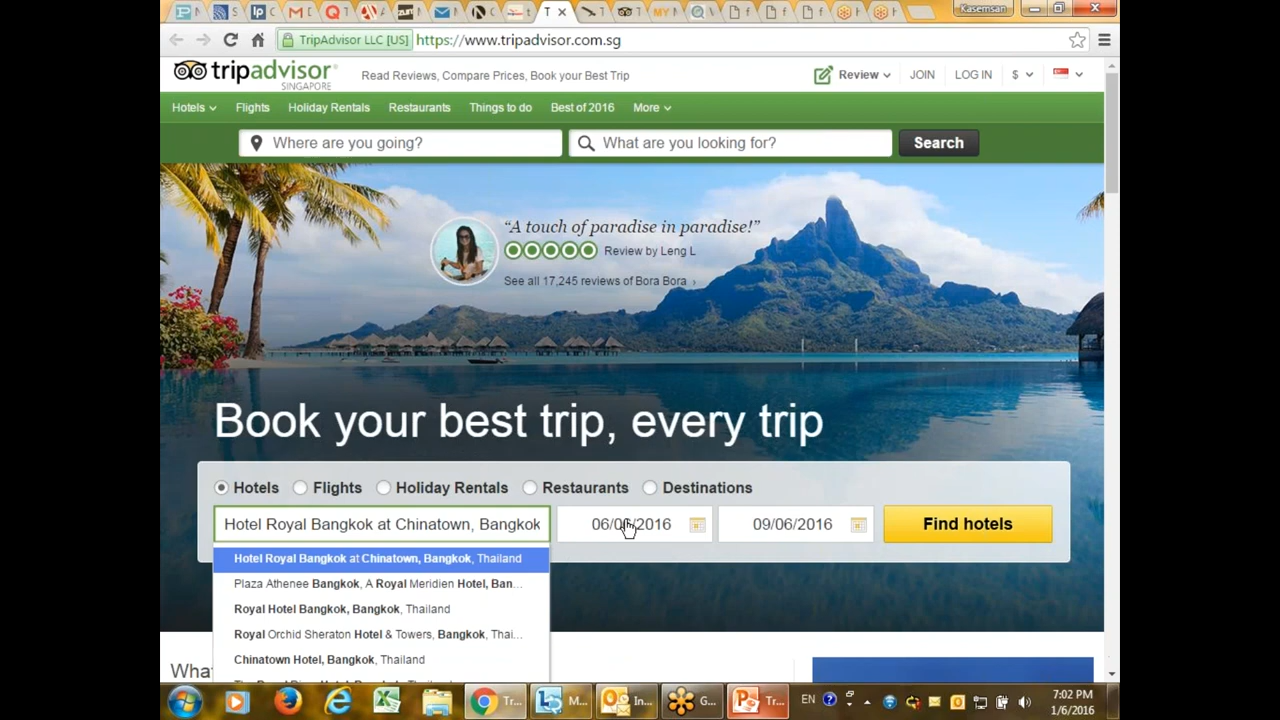 Kasemsan
TripAdvisor LLC [US] https://www.tripadvisor.com.sg
tripadvisor® Read Reviews, Compare Prices, Book your Best Trip Review JOIN LOG IN $
SINGAPORE
Hotels Flights Holiday Rentals Restaurants Things to do Best of 2016 More
Where are you going? What are you looking for? Search
“A touch of paradise in paradise!”
Review by Leng L
See all 17,245 reviews of Bora Bora ›
Book your best trip, every trip
Hotels Flights Holiday Rentals Restaurants Destinations
Hotel Royal Bangkok at Chinatown, Bangkok 2016 09/06/2016 Find hotels
Hotel Royal Bangkok at Chinatown, Bangkok, Thailand
Plaza Athenee Bangkok, A Royal Meridien Hotel, Ban...
Royal Hotel Bangkok, Bangkok, Thailand
Royal Orchid Sheraton Hotel & Towers, Bangkok, Thai...
Chinatown Hotel, Bangkok, Thailand
What
Tr... M... In... G... Tr... EN 7:02 PM
1/6/2016